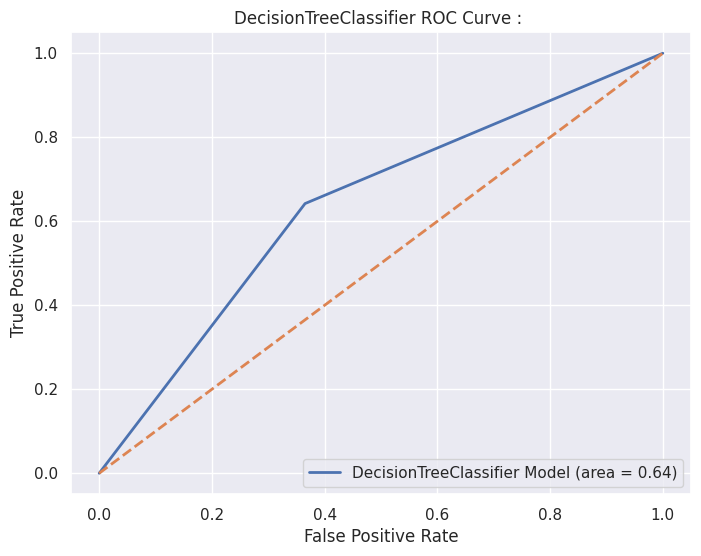 DecisionTreeClassifier ROC Curve :
1.0
0.8
0.6
0.4
0.2
0.0
True Positive Rate
DecisionTreeClassifier Model (area = 0.64)
0.0 0.2 0.4 0.6 0.8 1.0
False Positive Rate